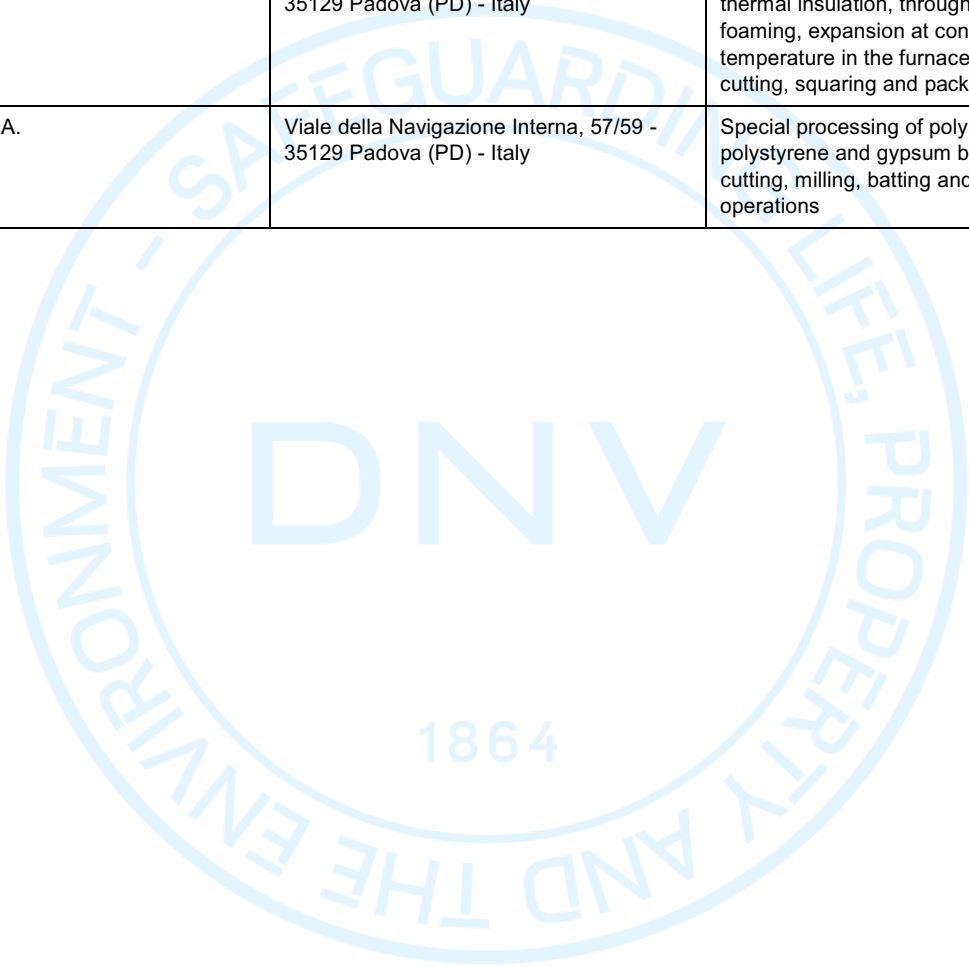 35129 Padova (PD) - Italy
thermal insulation, through
foaming, expansion at con
temperature in the furnace
cutting, squaring and pack
A.
Viale della Navigazione Interna, 57/59 -
35129 Padova (PD) - Italy
Special processing of poly
polystyrene and gypsum b
cutting, milling, batting and
operations
SAFEGUARDING LIFE, PROPERTY AND THE ENVIRONMENT -
DNV
1864